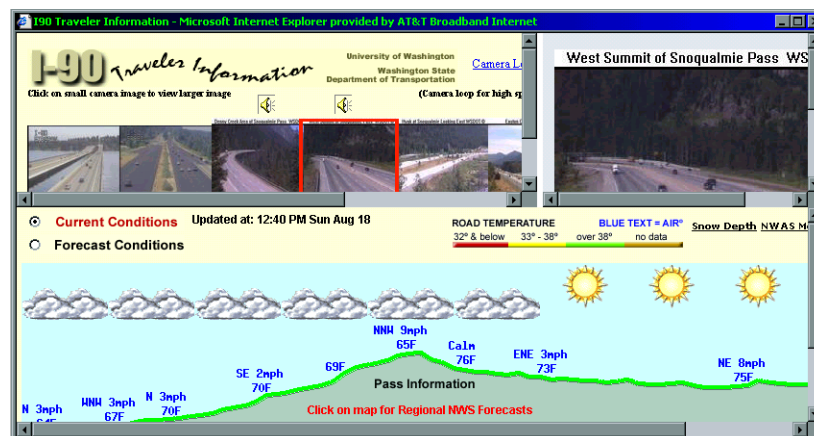 I90 Traveler Information - Microsoft Internet Explorer provided by AT&T Broadband Internet
I-90 Traveler Information
University of Washington
Washington State
Department of Transportation
Camera L
Click on small camera image to view larger image
(Camera loop for high sp
West Summit of Snoqualmie Pass WS
Current Conditions Updated at: 12:40 PM Sun Aug 18
Forecast Conditions
ROAD TEMPERATURE BLUE TEXT = AIR°
32° & below 33° - 38° over 38° no data
Snow Depth NWAS M
NNW 9mph
65F
Calm
76F
ENE 3mph
73F
NE 8mph
75F
69F
SE 2mph
70F
N 3mph
70F
WNW 3mph
67F
N 3mph
Pass Information
Click on map for Regional NWS Forecasts